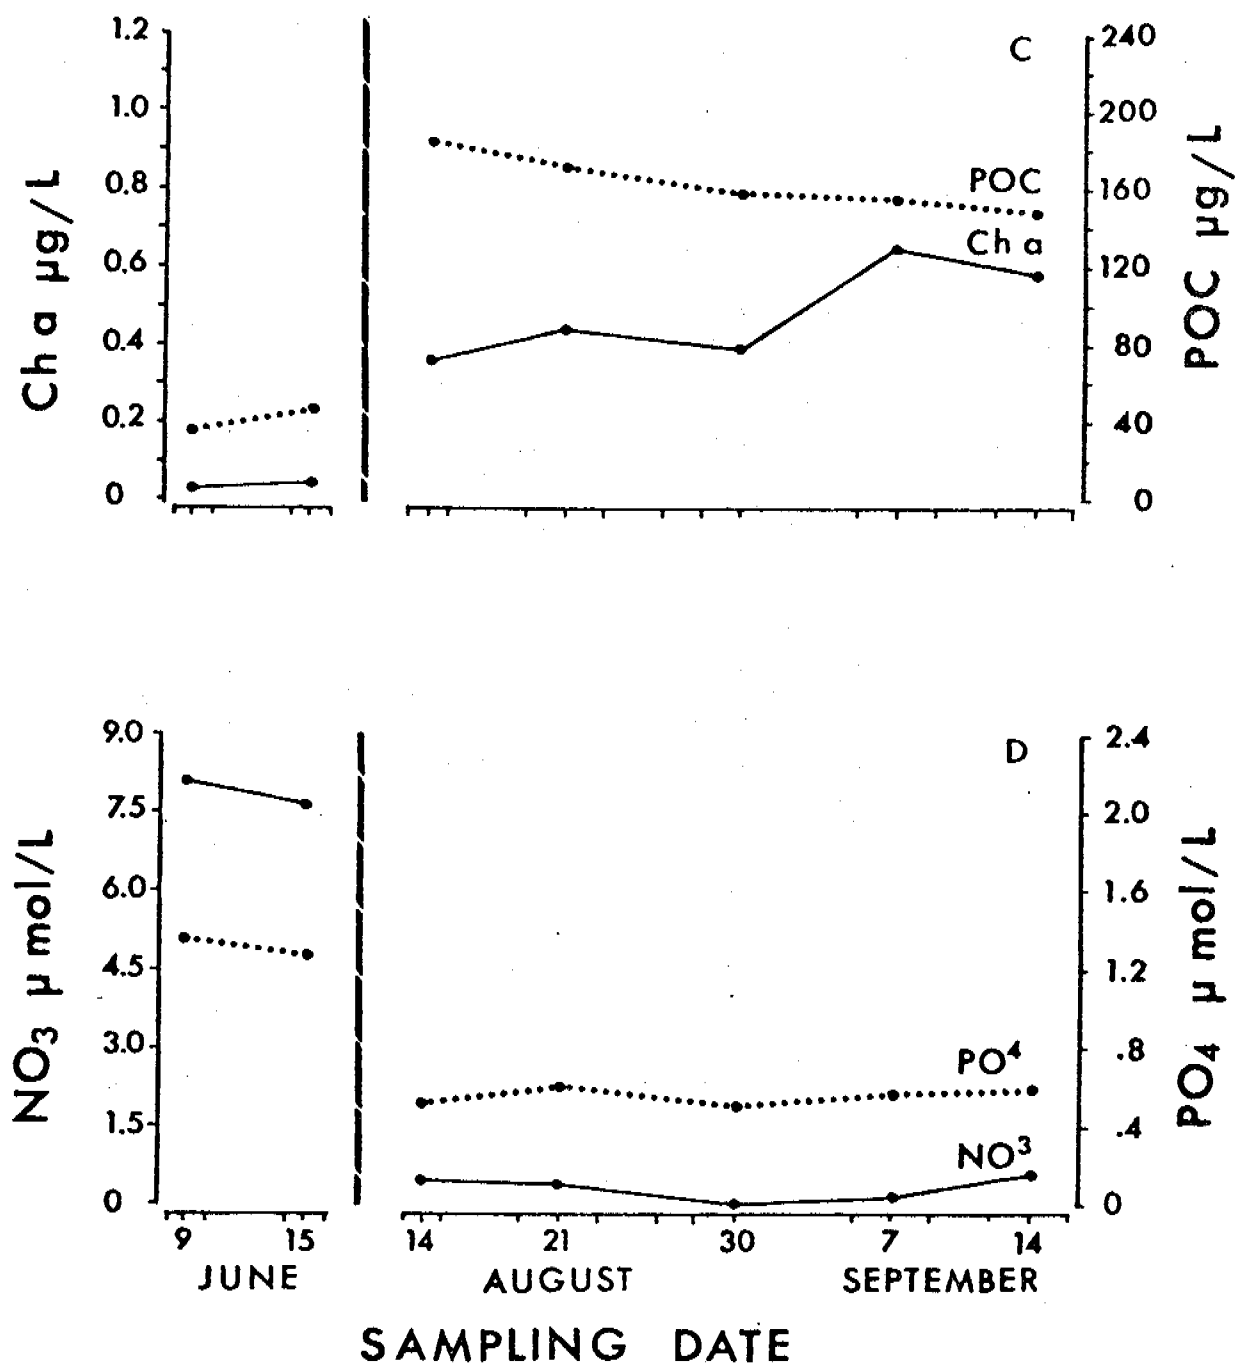 C
Ch a µg/L
1.2
1.0
0.8
0.6
0.4
0.2
0
POC
Ch a
240
200
160
120
80
40
0
POC µg/L
D
NO3 µ mol/L
9.0
7.5
6.0
4.5
3.0
1.5
0
PO4
NO3
2.4
2.0
1.6
1.2
.8
.4
0
PO4 µ mol/L
9 15 14 21 30 7 14
JUNE AUGUST SEPTEMBER
SAMPLING DATE